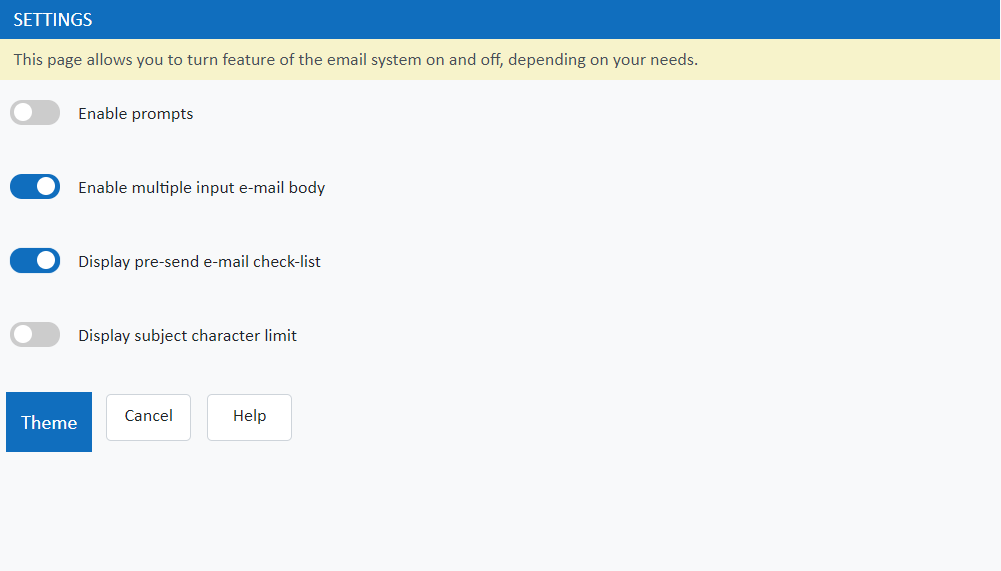 SETTINGS
This page allows you to turn feature of the email system on and off, depending on your needs.
Enable prompts
Enable multiple input e-mail body
Display pre-send e-mail check-list
Display subject character limit
Theme Cancel Help